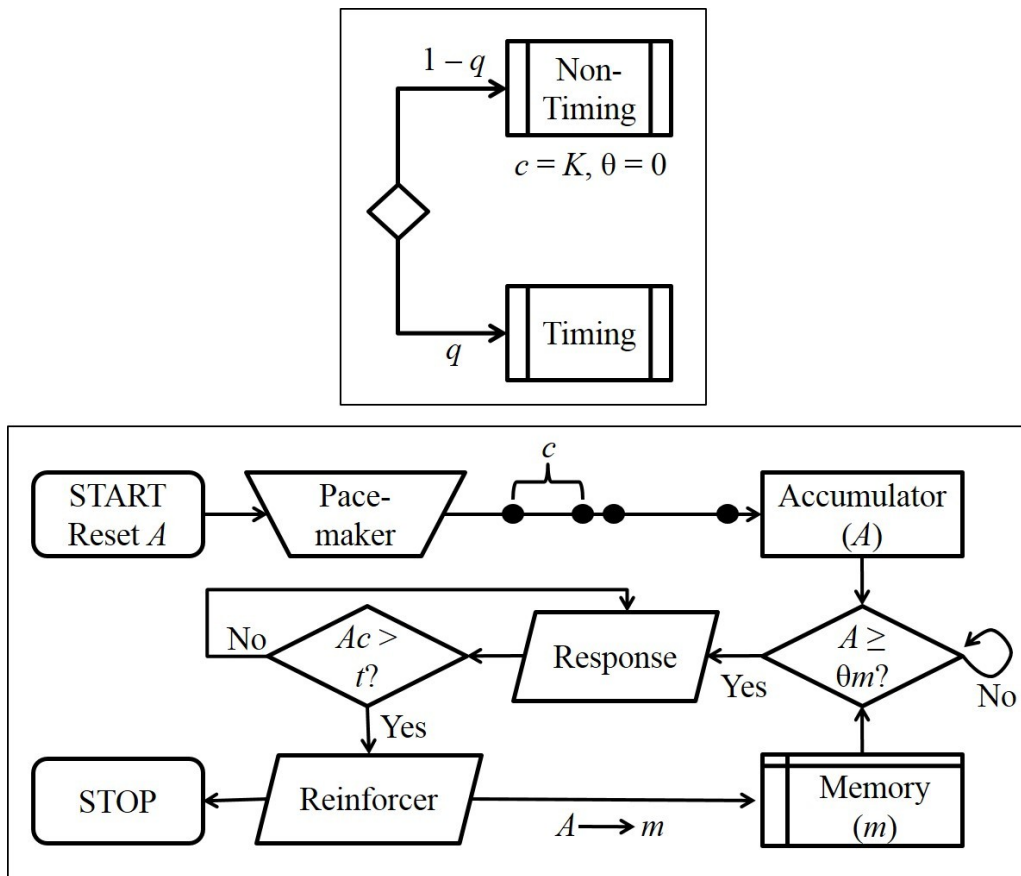 1 – q
Non-
Timing
c = K, θ = 0
Timing
q
c
START
Reset A
Pace-
maker
Accumulator
(A)
No
Ac >
t?
Response
A ≥
θm?
Yes
No
Yes
STOP
Reinforcer
A
m
Memory
(m)